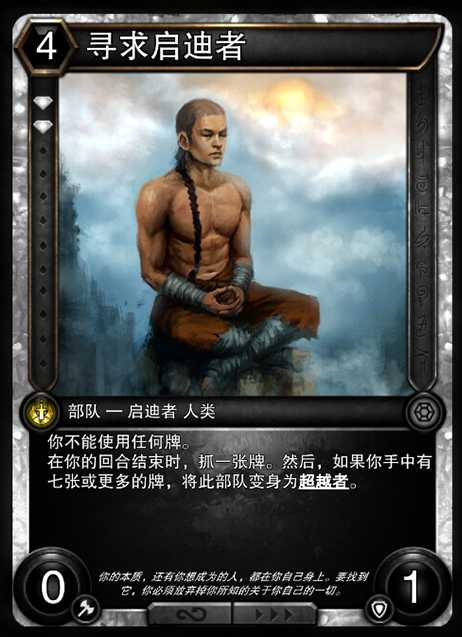 4
寻求启迪者
部队 — 启迪者 人类
你不能使用任何牌。
在你的回合结束时，抓一张牌。然后，如果你手中有
七张或更多的牌，将此部队变身为超越者。
你的本质，还有你想成为的人，都在你自己身上。要找到
它，你必须放弃掉你所知的关于你自己的一切。
0
1